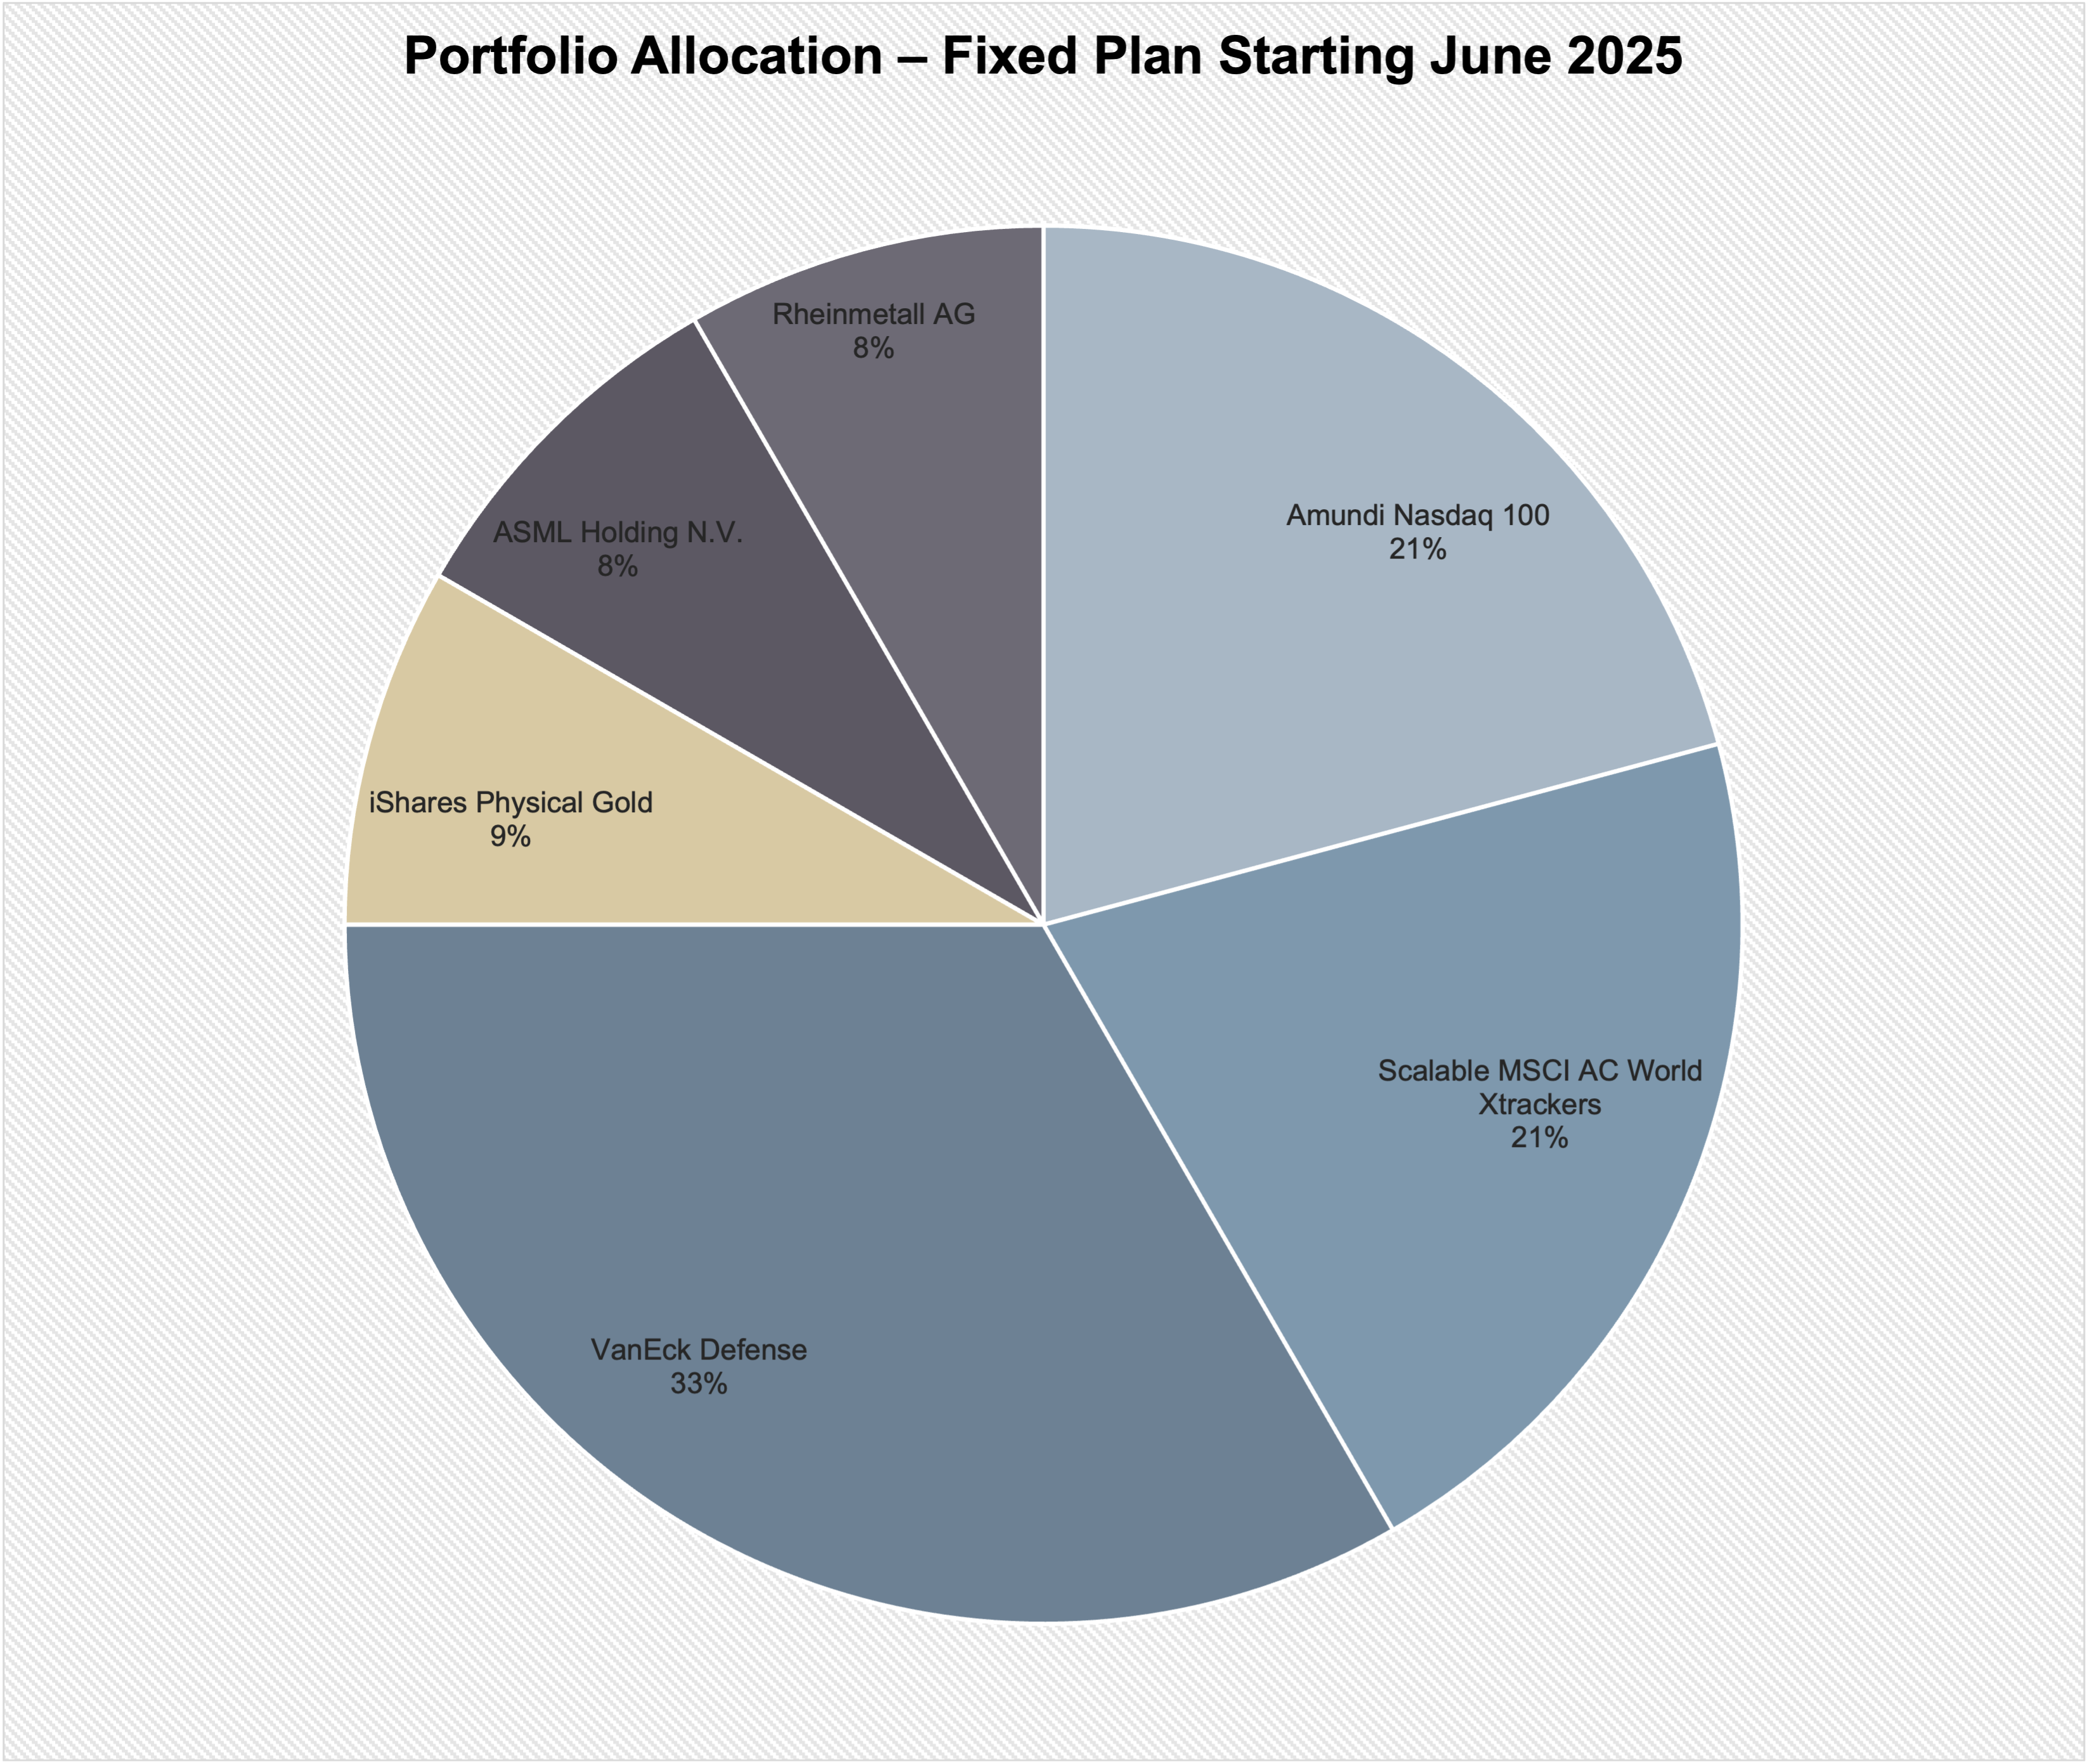 Portfolio Allocation – Fixed Plan Starting June 2025
Rheinmetall AG
8%
Amundi Nasdaq 100
21%
ASML Holding N.V.
8%
iShares Physical Gold
9%
Scalable MSCI AC World
Xtrackers
21%
VanEck Defense
33%